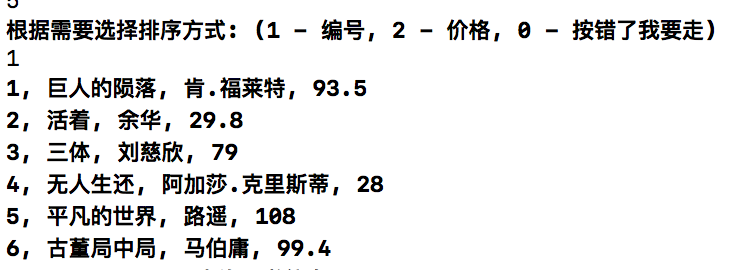 5
根据需要选择排序方式: (1 - 编号, 2 - 价格, 0 - 按错了我要走)
1
1, 巨人的陨落, 肯.福莱特, 93.5
2, 活着, 余华, 29.8
3, 三体, 刘慈欣, 79
4, 无人生还, 阿加莎.克里斯蒂, 28
5, 平凡的世界, 路遥, 108
6, 古董局中局, 马伯庸, 99.4